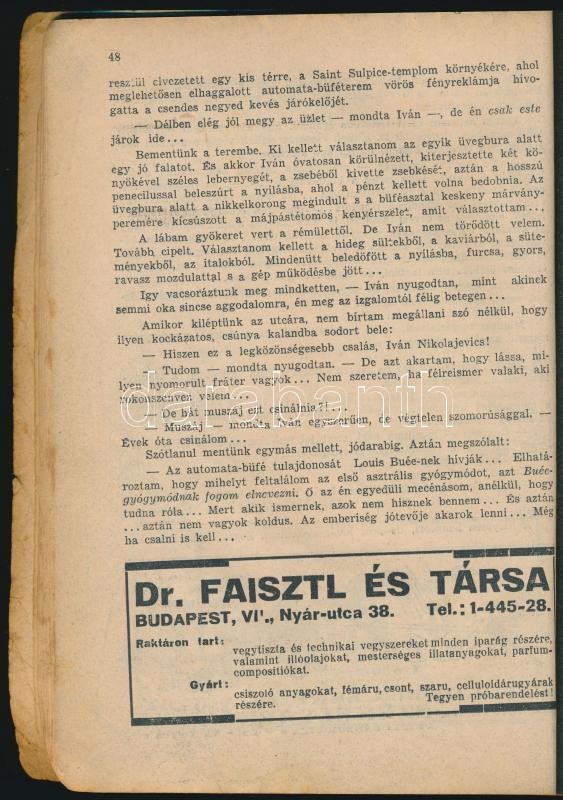 48
resztül elvezetett egy kis térre, a Saint Sulpice-templom környékére, ahol
meglehetősen elhaggalott automata-büféterem vörös fényreklámja hivo-
gatta a csendes negyed kevés járókelőjét.
— Délben elég jól megy az üzlet — mondta Iván —, de én csak este
járok ide...
Bementünk a terembe. Ki kellett választanom az egyik üvegbura alatt
egy jó falatot. És akkor Iván óvatosan körülnézett, kiterjesztette két kö-
nyökével széles lebernyegét, a zsebéből kivette zsebkését, aztán a hosszú
penecilussal beleszúrt a nyílásba, ahol a pénzt kellett volna bedobnia. Az
üvegbura alatt a nikkelkorong megindult s a büféasztal keskeny márvány-
peremére kicsúszott a májpástétomos kenyérszelet, amit választottam...
A lábam gyökeret vert a rémülettől. De Iván nem törődött velem.
Tovább cipelt. Választanom kellett a hideg sültekből, a kaviárból, a süte-
ményekből, az italokból. Mindenütt beledöfött a nyílásba, furcsa, gyors,
ravasz mozdulattal s a gép működésbe jött...
Igy vacsoráztunk meg mindketten, — Iván nyugodtan, mint akinek
semmi oka sincse aggodalomra, én meg az izgalomtól félig betegen...
Amikor kiléptünk az utcára, nem bírtam megállani szó nélkül, hogy
ilyen kockázatos, csúnya kalandba sodort bele:
— Hiszen ez a legközönségesebb csalás, Iván Nikolajevics!
— Tudom — mondta nyugodtan. — De azt akartam, hogy lássa, mi-
lyen nyomorult fráter vagyok... Nem szeretem, ha félreismer valaki, aki
rokonszenves velem...
— De hát muszáj ezt csinálnia?!...
— Muszáj — mondta Iván egyszerűen, de végtelen szomorúsággal. —
Évek óta csinálom...
Szótlanul mentünk egymás mellett, jódarabig. Aztán megszólalt:
— Az automata-büfé tulajdonosát Louis Buée-nek hívják... Elhatá-
roztam, hogy mihelyt feltalálom az első asztrális gyógymódot, azt Buée-
gyógymódnak fogom elnevezni. Ő az én egyedüli mecénásom, anélkül, hogy
tudna róla... Mert akik ismernek, azok nem hisznek bennem... És aztán
...aztán nem vagyok koldus. Az emberiség jótevője akarok lenni... Még
ha csalni is kell...
darabanth
Dr. FAISZTL ÉS TÁRSA
BUDAPEST, VI'., Nyár-utca 38. Tel.: 1-445-28.
Raktáron tart:
vegytiszta és technikai vegyszereket minden iparág részére,
valamint illóolajokat, mesterséges illatanyagokat, parfum-
compositiókat.
Gyárt:
csiszoló anyagokat, fémáru, csont, szaru, celluloidárugyárak
részére. Tegyen próbarendelést!